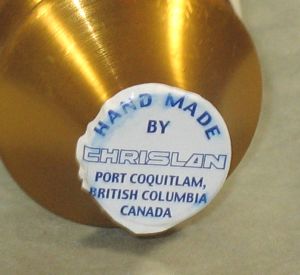 HAND MADE
BY
CHRISLAN
PORT COQUITLAM,
BRITISH COLUMBIA
CANADA